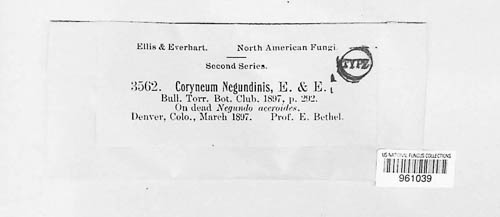 Ellis & Everhart. North American Fungi.
Second Series.
TYPE
3562. Coryneum Negundinis, E. & E.
Bull. Torr. Bot. Club. 1897, p. 292.
On dead Negundo aceroides.
Denver, Colo., March 1897. Prof. E. Bethel.
US NATIONAL FUNGUS COLLECTIONS
961039